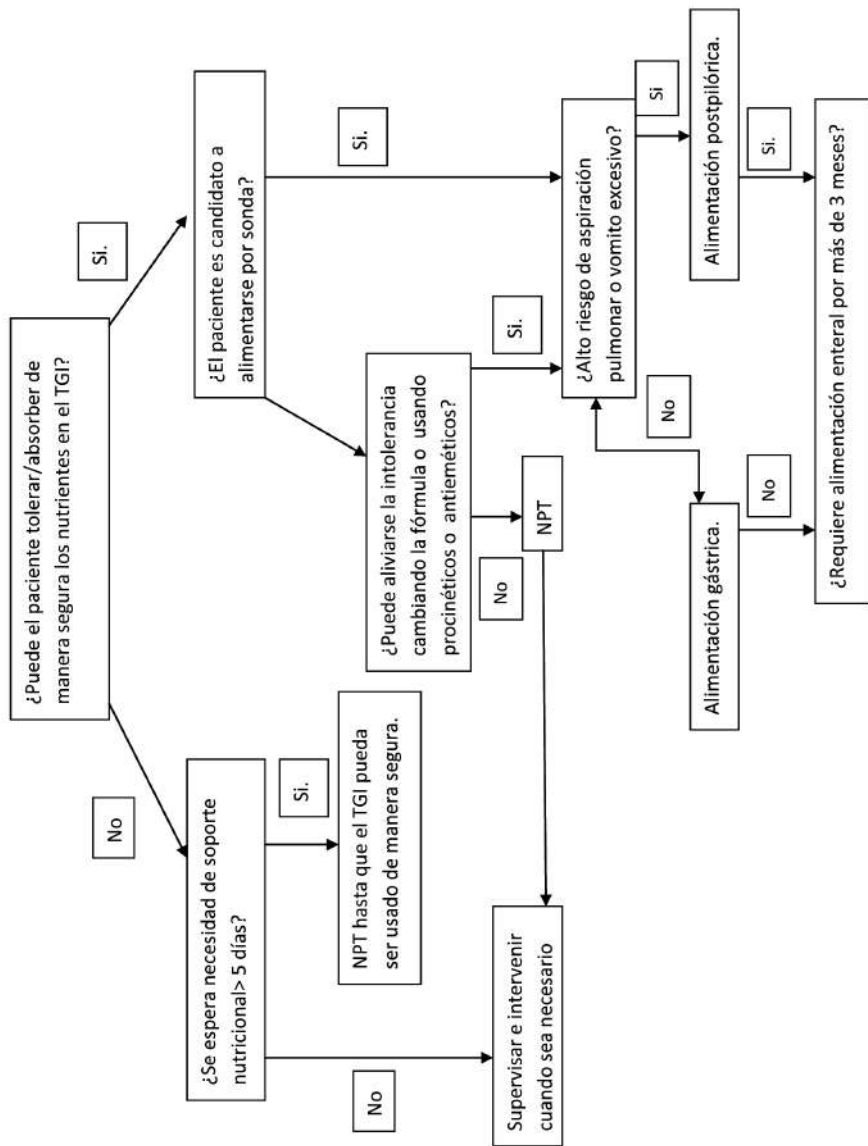 ¿Puede el paciente tolerar/absorber de
manera segura los nutrientes en el TGI?
No
Si.
¿Se espera necesidad de soporte
nutricional> 5 días?
¿El paciente es candidato a
alimentarse por sonda?
No
Si.
Si.
NPT hasta que el TGI pueda
ser usado de manera segura.
¿Puede aliviarse la intolerancia
cambiando la fórmula o usando
procinéticos o antieméticos?
No
Si.
Supervisar e intervenir
cuando sea necesario
NPT
¿Alto riesgo de aspiración
pulmonar o vomito excesivo?
No
Si
Alimentación gástrica.
Alimentación postpilórica.
No
Si.
¿Requiere alimentación enteral por más de 3 meses?